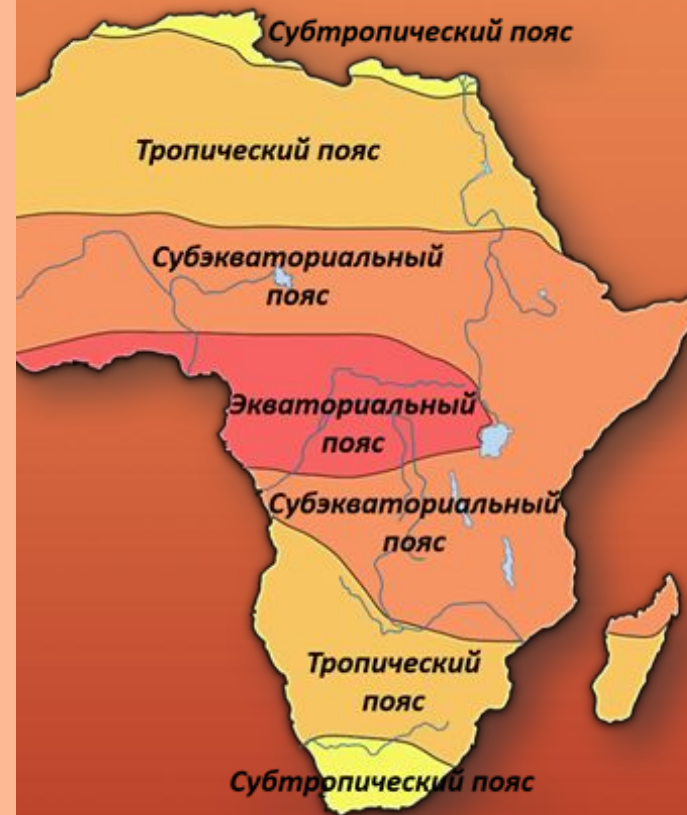 Субтропический пояс
Тропический пояс
Субэкваториальный
пояс
Экваториальный
пояс
Субэкваториальный
пояс
Тропический
пояс
Субтропический пояс